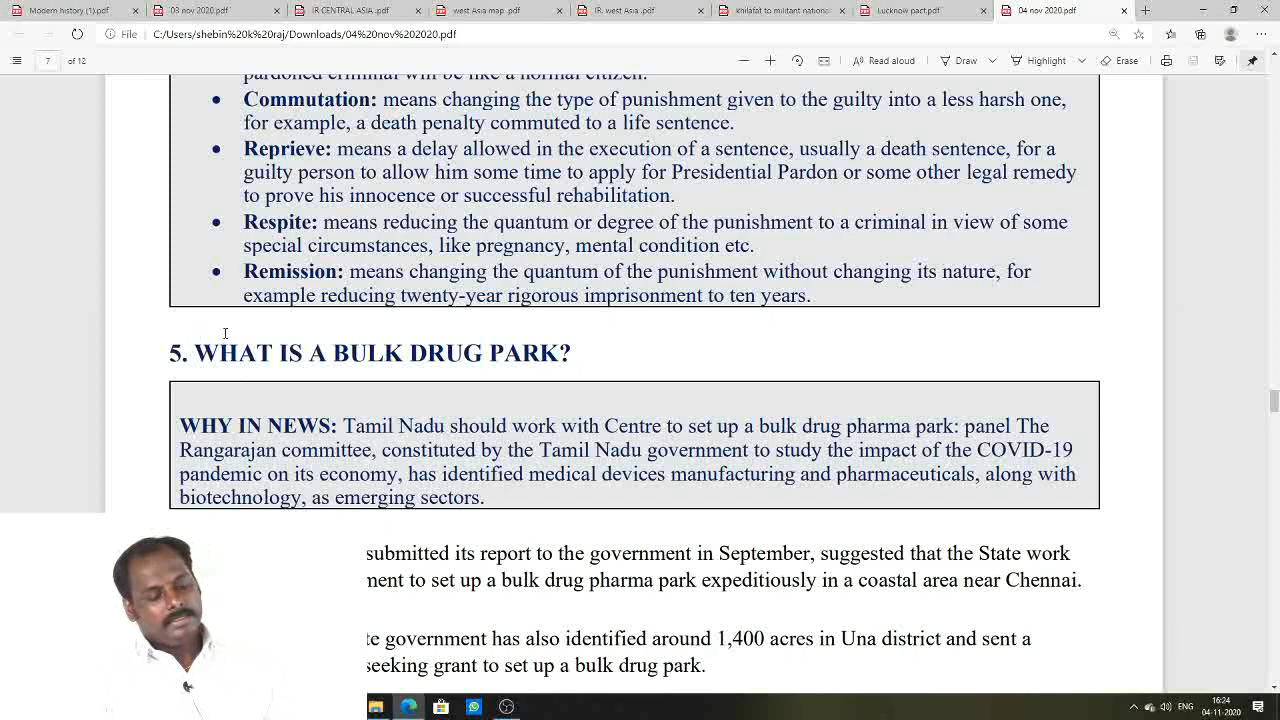 Modern history (1).pdf
03 nov 2020.pdf
IR CENTRAL ASIA .pdf
west Asia map.pdf
IR. west Asia .pdf
khilafat to militant national
Lucknow pact.pdf
04 nov 2020.pdf
File
C:/Users/shebin%20k%20raj/Downloads/04%20nov%202020.pdf
7 of 12
Read aloud
Draw
Highlight
Erase
pardoned criminal will be like a normal citizen.
• Commutation: means changing the type of punishment given to the guilty into a less harsh one,
for example, a death penalty commuted to a life sentence.
• Reprieve: means a delay allowed in the execution of a sentence, usually a death sentence, for a
guilty person to allow him some time to apply for Presidential Pardon or some other legal remedy
to prove his innocence or successful rehabilitation.
• Respite: means reducing the quantum or degree of the punishment to a criminal in view of some
special circumstances, like pregnancy, mental condition etc.
• Remission: means changing the quantum of the punishment without changing its nature, for
example reducing twenty-year rigorous imprisonment to ten years.
5. WHAT IS A BULK DRUG PARK?
WHY IN NEWS: Tamil Nadu should work with Centre to set up a bulk drug pharma park: panel The
Rangarajan committee, constituted by the Tamil Nadu government to study the impact of the COVID-19
pandemic on its economy, has identified medical devices manufacturing and pharmaceuticals, along with
biotechnology, as emerging sectors.
submitted its report to the government in September, suggested that the State work
ment to set up a bulk drug pharma park expeditiously in a coastal area near Chennai.
te government has also identified around 1,400 acres in Una district and sent a
seeking grant to set up a bulk drug park.
ENG
16:24
04-11-2020